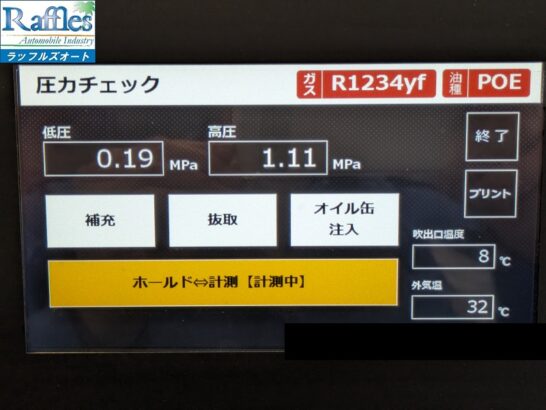 Raffles
Automobile Industry
ラッフルズオート
圧力チェック
ガス R1234yf
油種 POE
低圧
0.19 MPa
高圧
1.11 MPa
終了
プリント
補充
抜取
オイル缶
注入
ホールド⇔計測【計測中】
吹出口温度
8 ℃
外気温
32 ℃